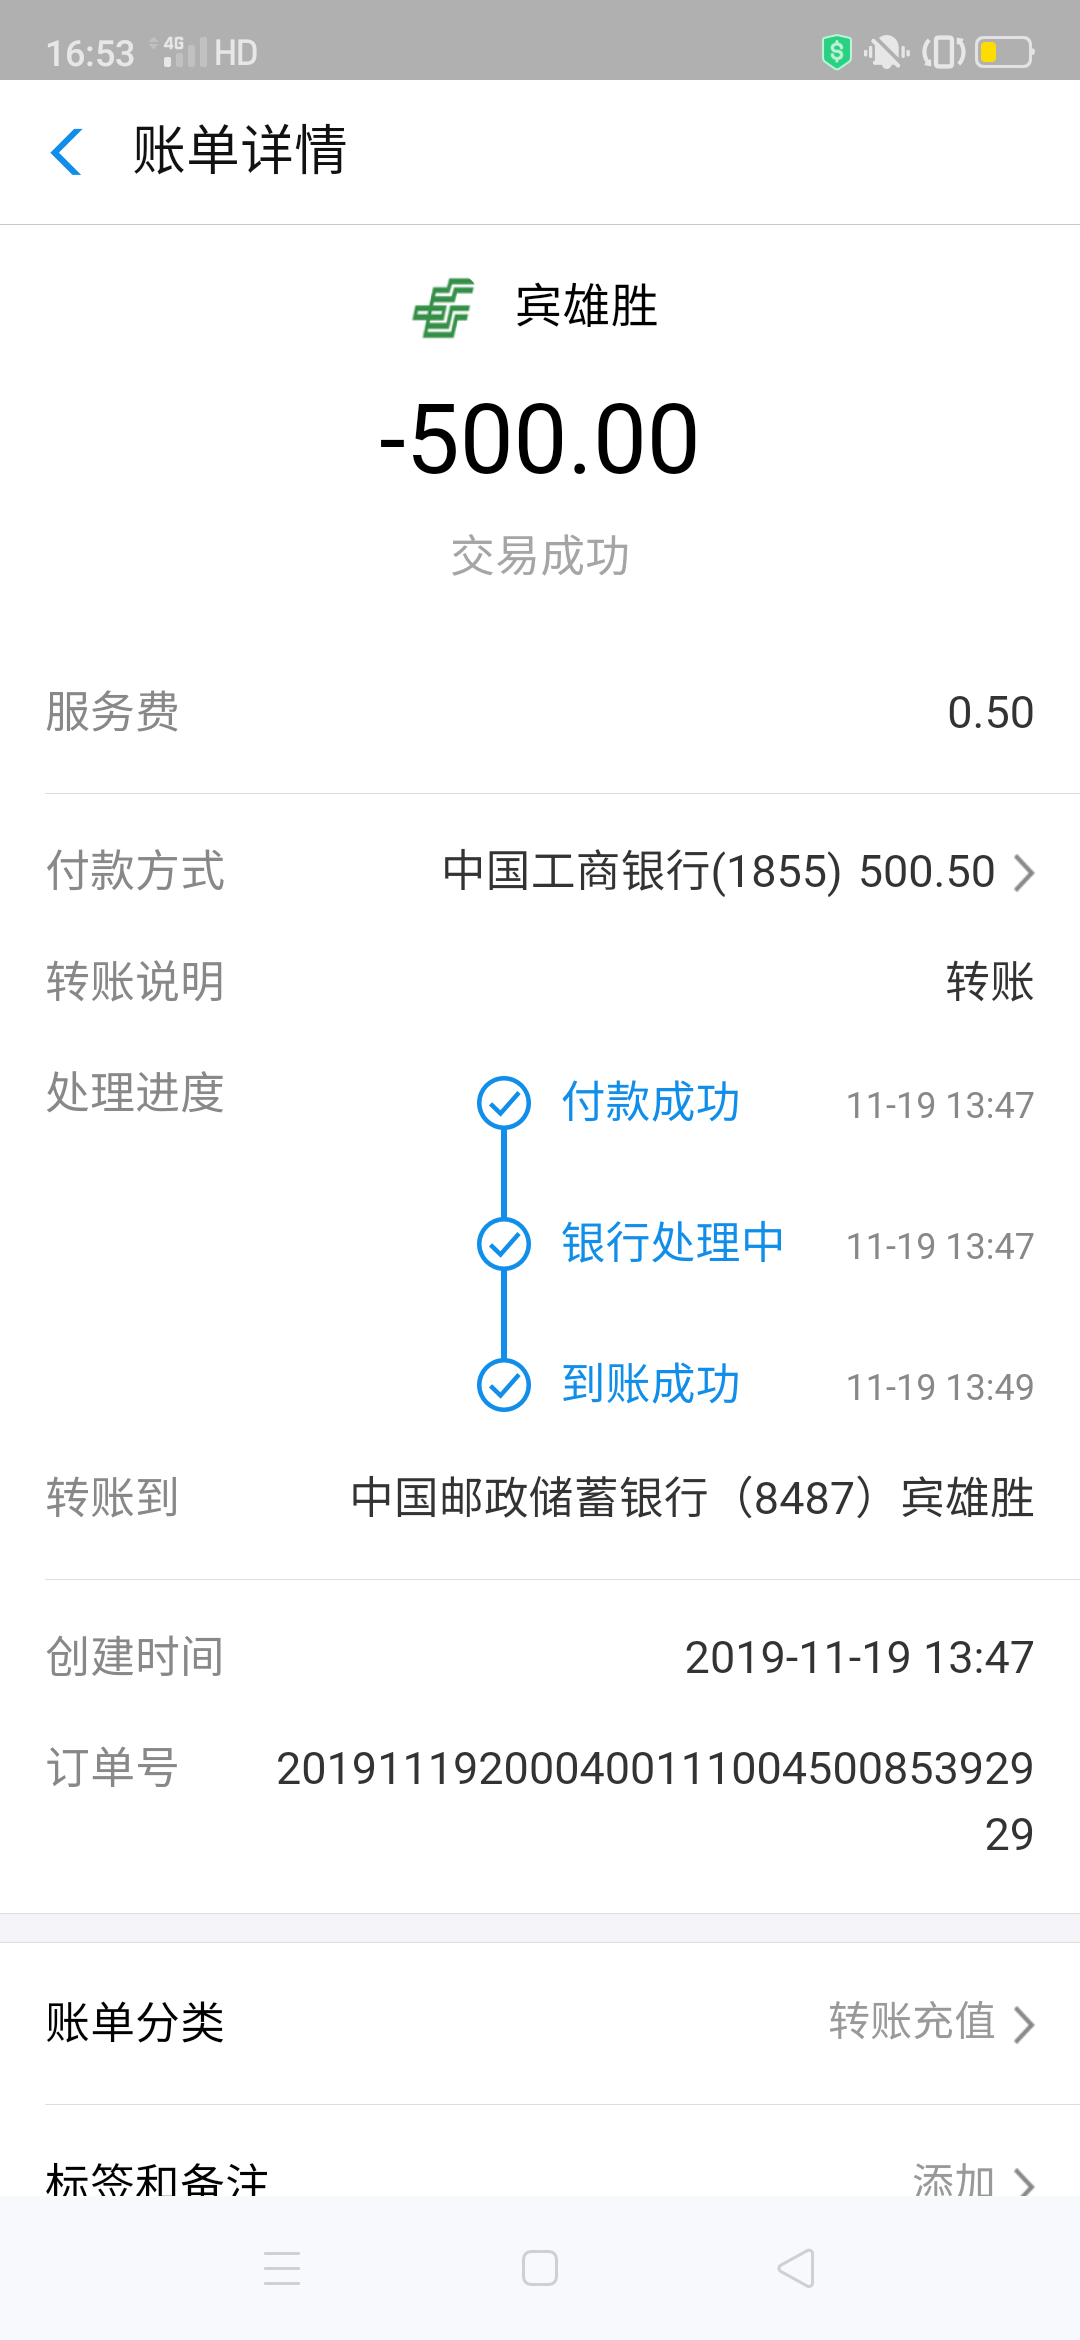 16:53 4G HD
账单详情
宾雄胜
-500.00
交易成功
服务费 0.50
付款方式 中国工商银行(1855) 500.50
转账说明 转账
处理进度 付款成功 11-19 13:47
银行处理中 11-19 13:47
到账成功 11-19 13:49
转账到 中国邮政储蓄银行（8487）宾雄胜
创建时间 2019-11-19 13:47
订单号 201911192000400111004500853929
29
账单分类 转账充值
标签和备注 添加